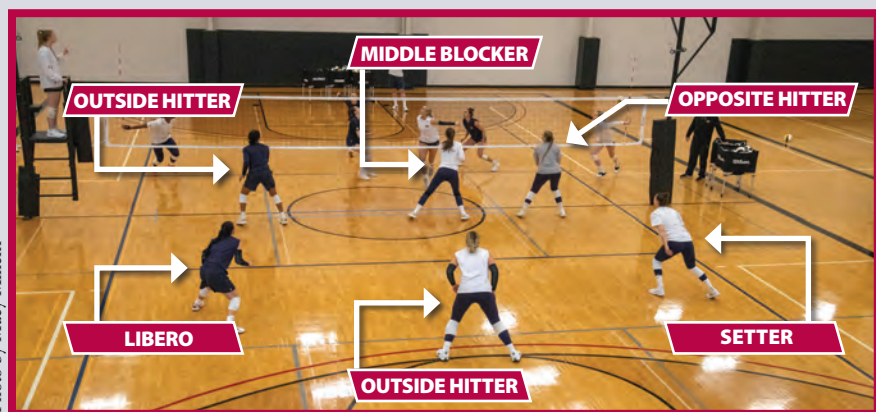 MIDDLE BLOCKER
OUTSIDE HITTER
OPPOSITE HITTER
LIBERO
SETTER
OUTSIDE HITTER